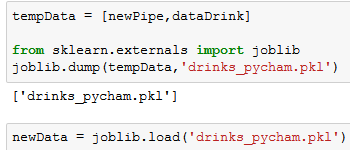 tempData = [newPipe,dataDrink]
from sklearn.externals import joblib
joblib.dump(tempData,'drinks_pycham.pkl')
['drinks_pycham.pkl']
newData = joblib.load('drinks_pycham.pkl')